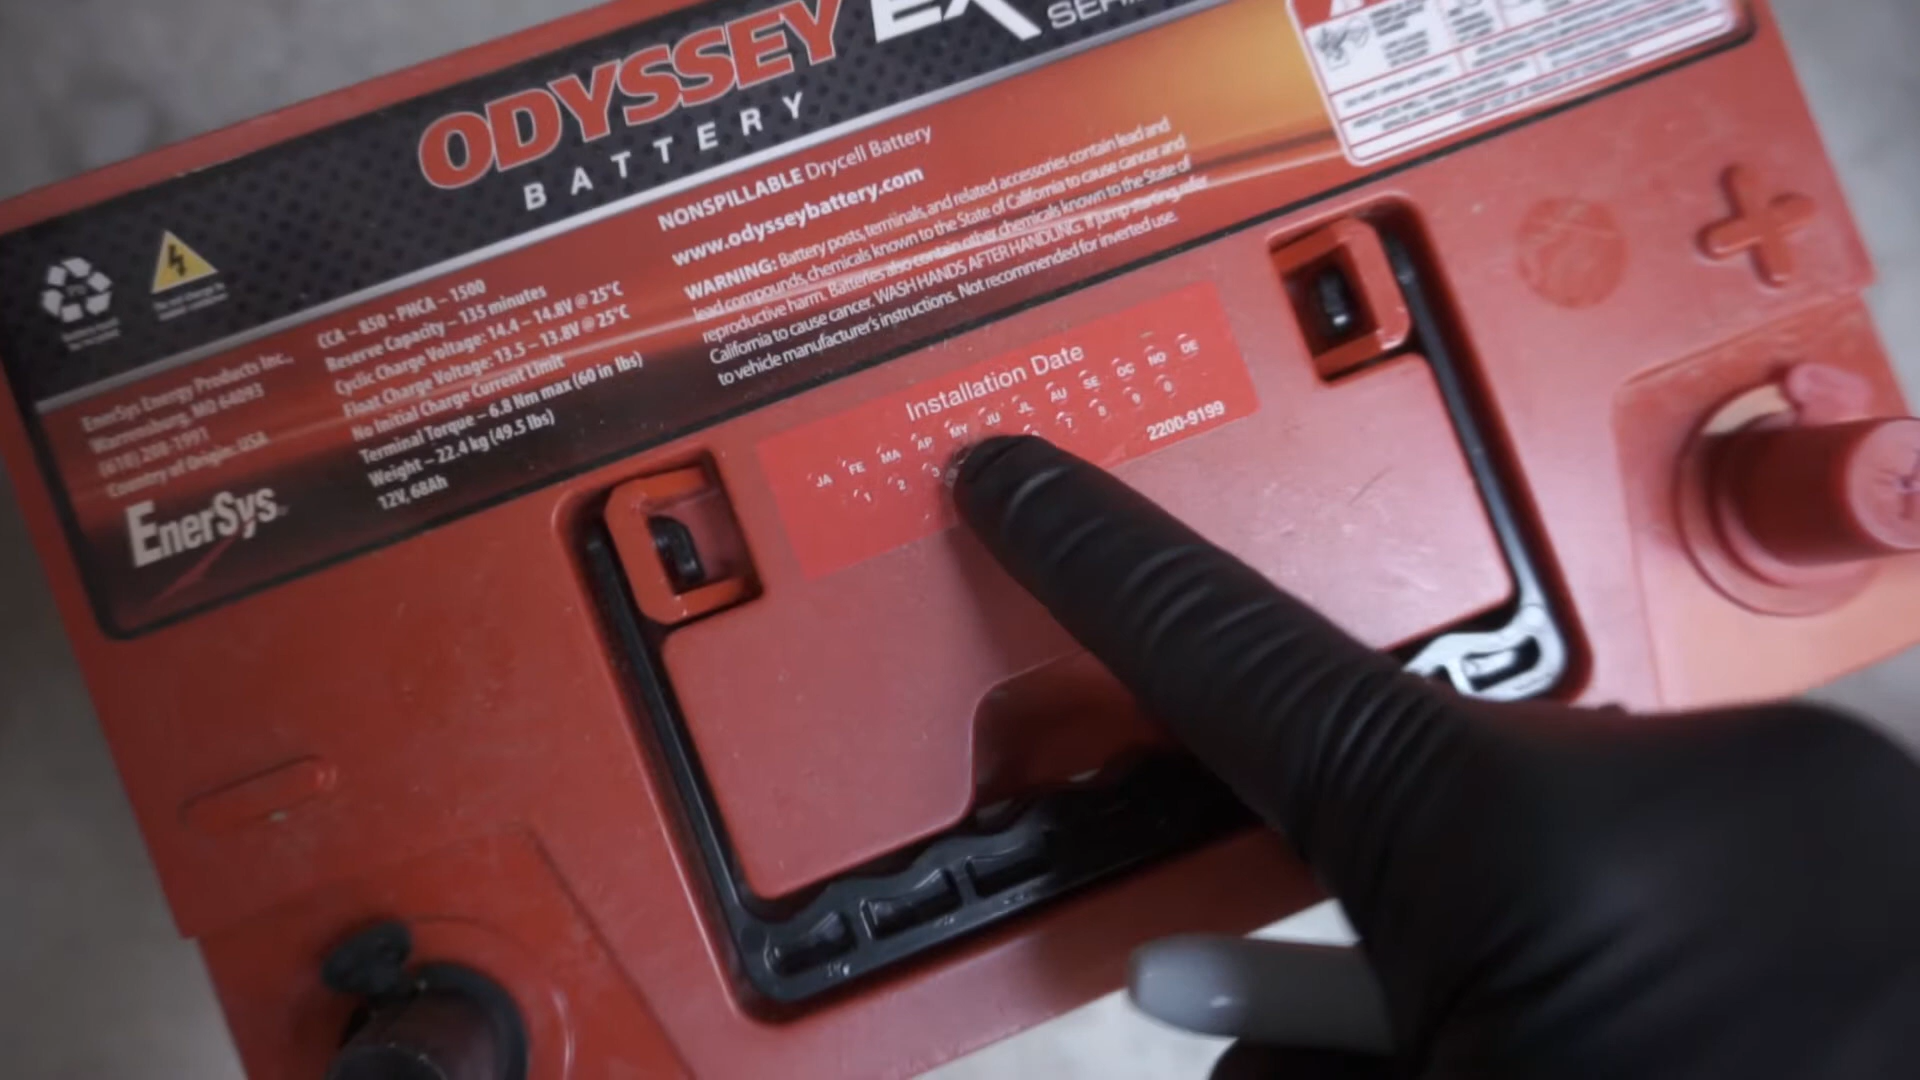 ODYSSEY EX
SERI
BATTERY
NONSPILLABLE Drycell Battery
www.odysseybattery.com
WARNING: Battery posts, terminals, and related accessories contain lead and
lead compounds, chemicals known to the State of California to cause cancer and
reproductive harm. Batteries also contain other chemicals known to the State of
California to cause cancer. WASH HANDS AFTER HANDLING. If jump starting, refer
to vehicle manufacturer's instructions. Not recommended for inverted use.
CCA – 850 • PHCA – 1500
Reserve Capacity – 135 minutes
Cyclic Charge Voltage: 14.4 – 14.8V @ 25°C
Float Charge Voltage: 13.5 – 13.8V @ 25°C
No Initial Charge Current Limit
Terminal Torque – 6.8 Nm max (60 in lbs)
Weight – 22.4 kg (49.5 lbs)
12V, 68Ah
EnerSys Energy Products Inc.,
Warrensburg, MO 64093
Country of Origin: USA
EnerSys
Installation Date
JA FE MA AP MY JU JL AU SE OC NO DE
1 2 3 7 8 9 0
2200-9199
+